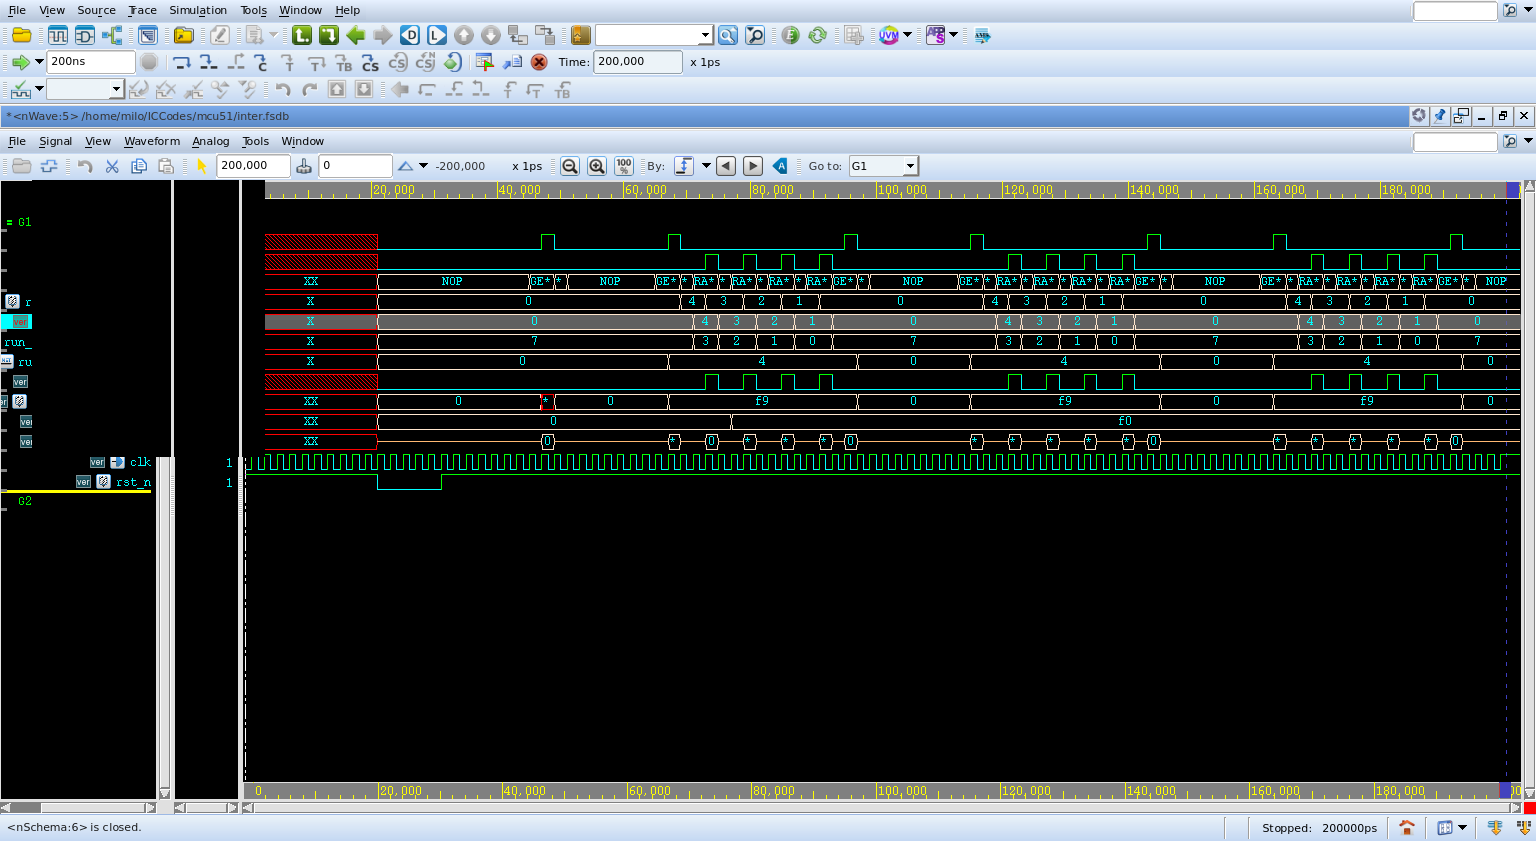 File View Source Trace Simulation Tools Window Help
200ns Time: 200,000 x 1ps
*<nWave:5> /home/milo/ICCodes/mcu51/inter.fsdb
File Signal View Waveform Analog Tools Window
200,000 0 -200,000 x 1ps 100% By: Go to: G1
20,000 40,000 60,000 80,000 100,000 120,000 140,000 160,000 180,000
= G1
XX NOP GE* * NOP GE* * RA* * RA* * RA* * RA* GE* * NOP GE* * RA* * RA* * RA* * RA* GE* * NOP GE* * RA* * RA* * RA* * RA* GE* * NOP
r X 0 4 3 2 1 0 4 3 2 1 0 4 3 2 1 0
ver X 0 4 3 2 1 0 4 3 2 1 0 4 3 2 1 0
run_ X 7 3 2 1 0 7 3 2 1 0 7 3 2 1 0 7
ru X 0 4 0 4 0 4 0
ver
XX 0 * 0 f9 0 f9 0 f9 0
ver XX 0 f0
ver XX 0 * 0 * * * 0 * * * * * 0 * * * * * 0
ver clk 1
ver rst_n 1
G2
0 20,000 40,000 60,000 80,000 100,000 120,000 140,000 160,000 180,000
<nSchema:6> is closed. Stopped: 200000ps